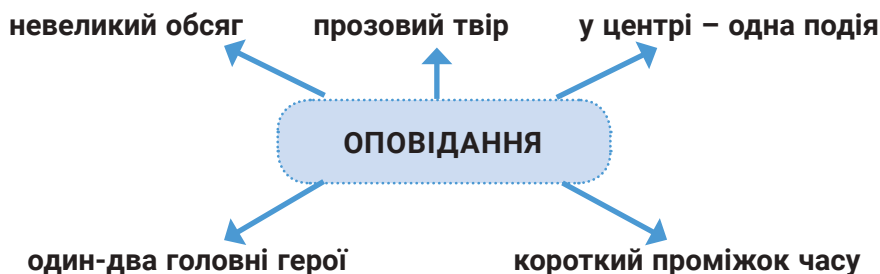 невеликий обсяг
прозовий твір
у центрі – одна подія
ОПОВІДАННЯ
один-два головні герої
короткий проміжок часу